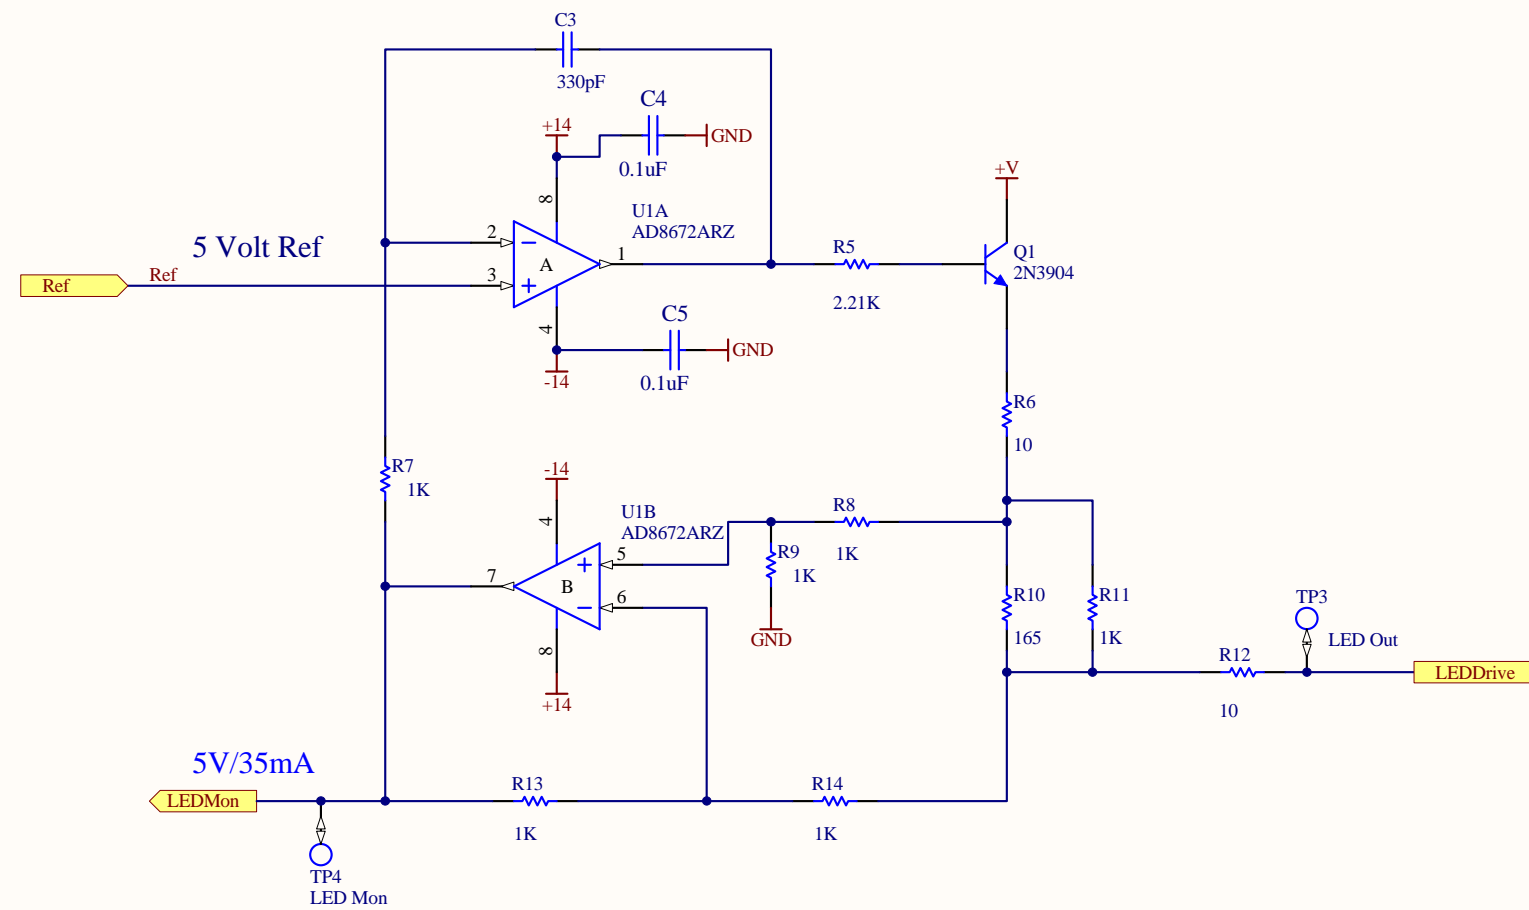 C3
330pF
C4
+14
GND
0.1uF
8
+V
U1A
AD8672ARZ
5 Volt Ref
2
1
R5
Q1
2N3904
A
Ref
Ref
3
2.21K
4
C5
GND
-14
0.1uF
R6
10
R7
1K
-14
4
U1B
AD8672ARZ
R8
1K
5
R9
1K
7
B
6
R10
165
R11
1K
TP3
LED Out
GND
8
R12
10
LEDDrive
+14
5V/35mA
LEDMon
R13
1K
R14
1K
TP4
LED Mon